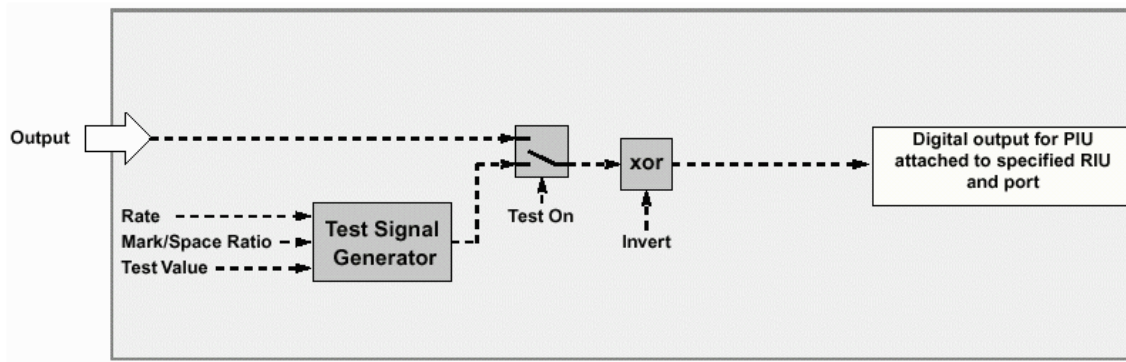 Output
Digital output for PIU
attached to specified RIU
and port
xor
Test On
Invert
Rate
Mark/Space Ratio
Test Value
Test Signal
Generator